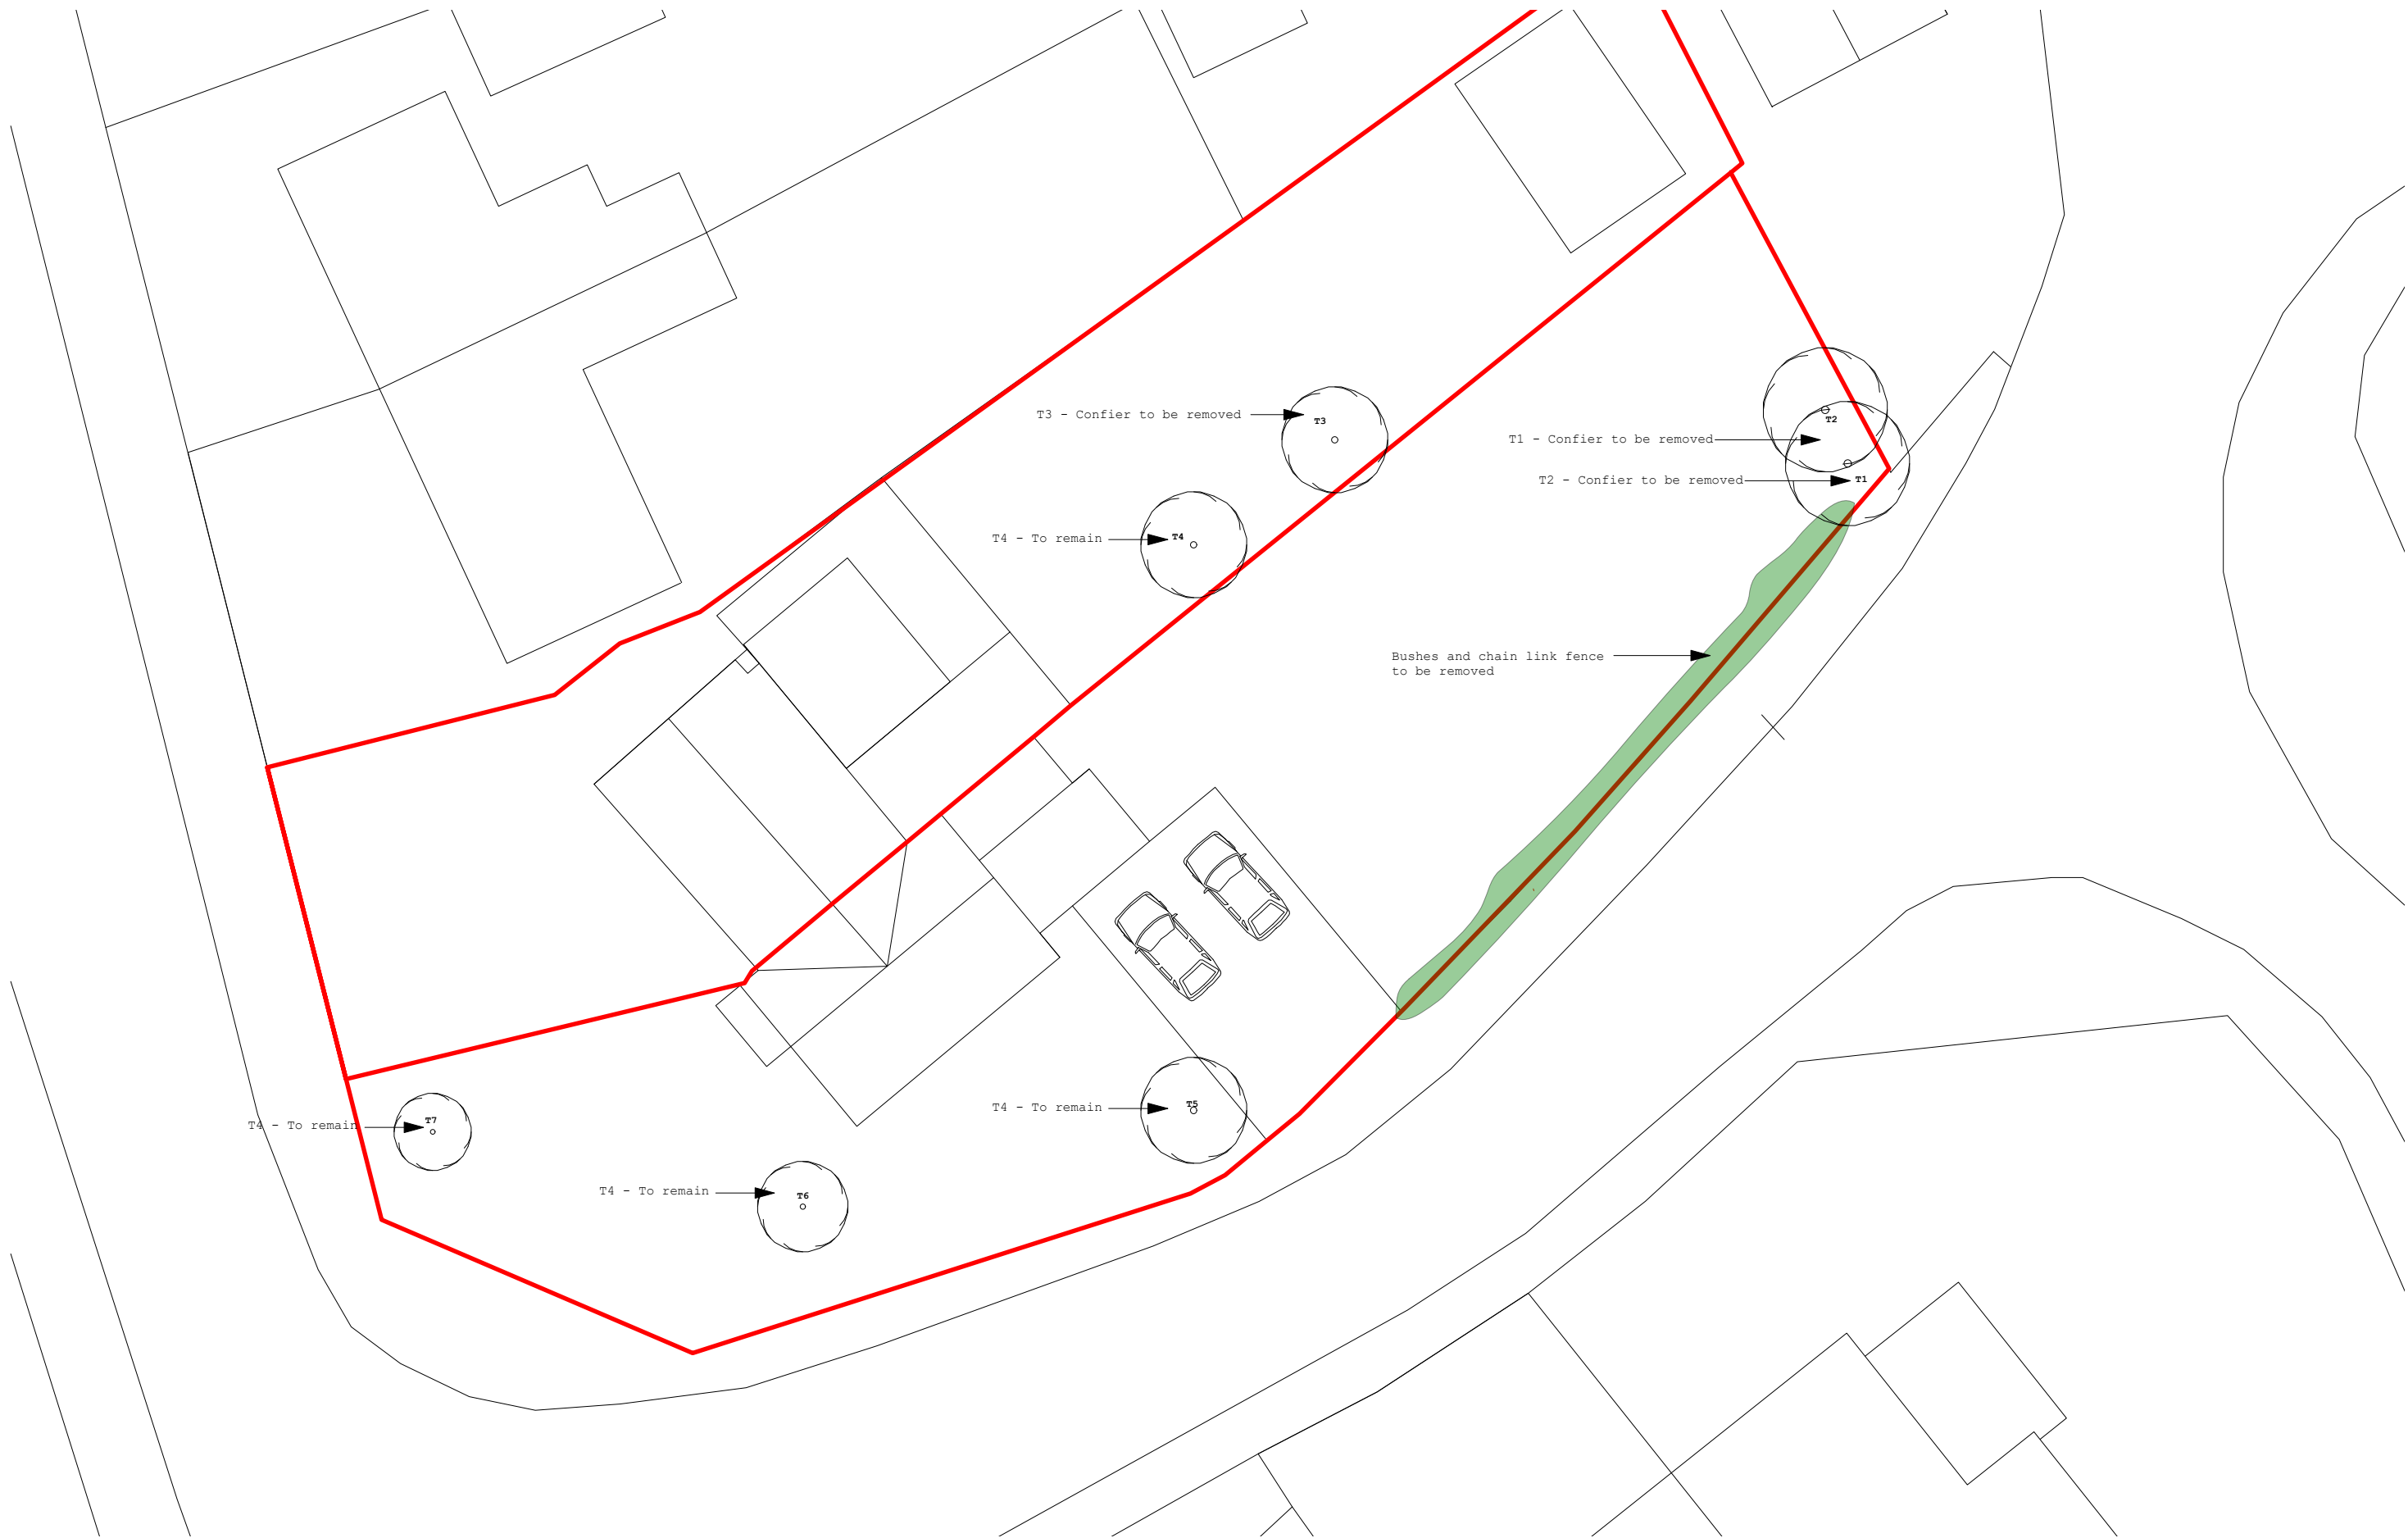 T3 - Confier to be removed
T3
T2
T1 - Confier to be removed
T2 - Confier to be removed
T1
T4 - To remain
T4
Bushes and chain link fence
to be removed
T4 - To remain
T5
T4 - To remain
T7
T4 - To remain
T6